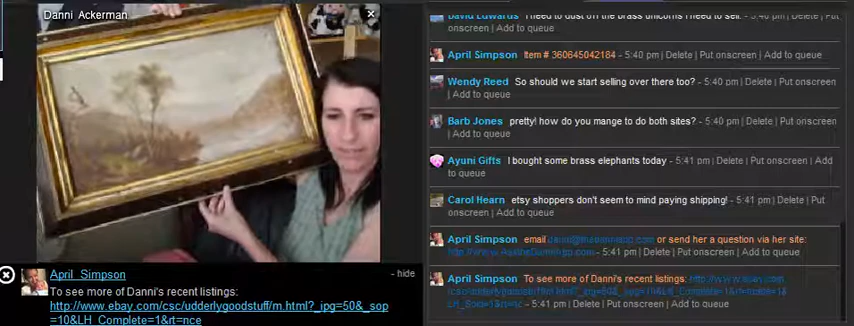 Danni Ackerman
David Edwards I need to dust off the brass unicorns I need to sell. - 5:40 pm | Delete | Put
onscreen | Add to queue
April Simpson Item # 360645042184 - 5:40 pm | Delete | Put onscreen | Add to queue
Wendy Reed So should we start selling over there too? - 5:40 pm | Delete | Put onscreen
| Add to queue
Barb Jones pretty! how do you mange to do both sites? - 5:40 pm | Delete | Put
onscreen | Add to queue
Ayuni Gifts I bought some brass elephants today - 5:41 pm | Delete | Put onscreen | Add
to queue
Carol Hearn etsy shoppers don't seem to mind paying shipping! - 5:41 pm | Delete | Put
onscreen | Add to queue
April Simpson email or send her a question via her site:
- 5:41 pm | Delete | Put onscreen | Add to queue
April Simpson To see more of Danni's recent listings:
- 5:41 pm | Delete | Put onscreen | Add to queue
April Simpson
- hide
To see more of Danni's recent listings:
http://www.ebay.com/csc/udderlygoodstuff/m.html?_ipg=50&_sop
=10&LH_Complete=1&rt=nce